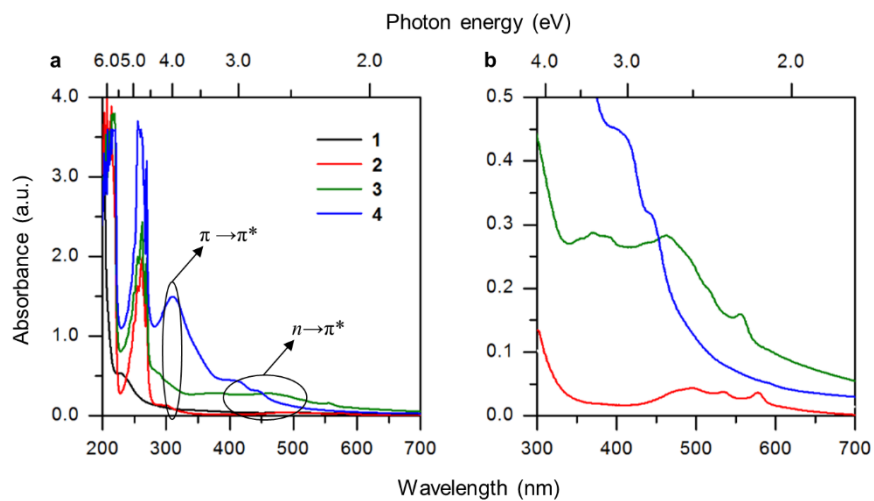 Photon energy (eV)
a 6.0 5.0 4.0 3.0 2.0
b 4.0 3.0 2.0
4.0
3.0
2.0
1.0
0.0
Absorbance (a.u.)
1
2
3
4
π→π*
n→π*
200 300 400 500 600 700
0.5
0.4
0.3
0.2
0.1
0.0
300 400 500 600 700
Wavelength (nm)